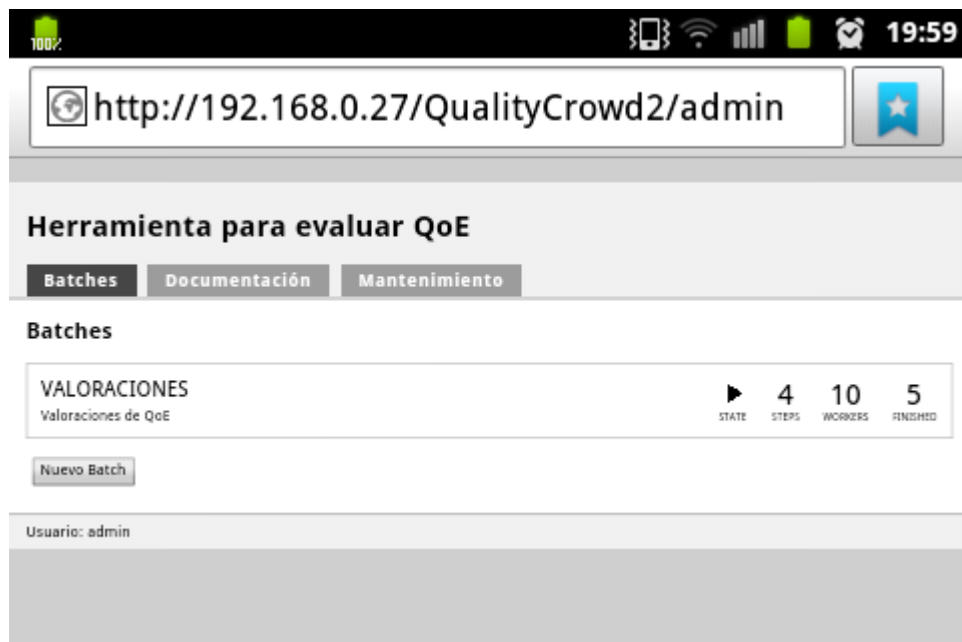 100%
19:59
http://192.168.0.27/QualityCrowd2/admin
Herramienta para evaluar QoE
Batches Documentación Mantenimiento
Batches
VALORACIONES
Valoraciones de QoE
4 10 5
STATE STEPS WORKERS FINISHED
Nuevo Batch
Usuario: admin